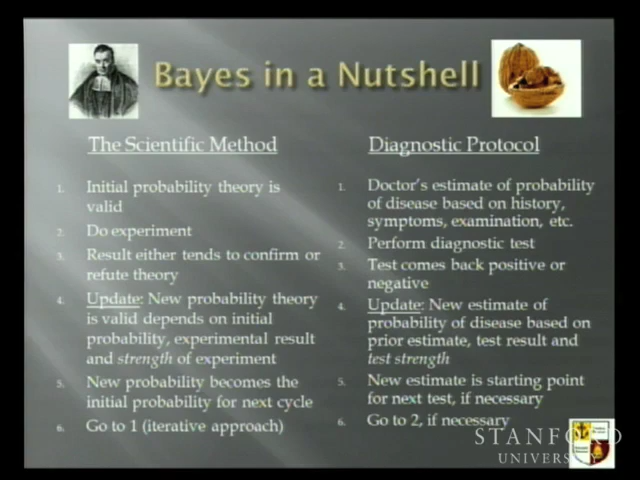 Bayes in a Nutshell
The Scientific Method
1. Initial probability theory is
valid
2. Do experiment
3. Result either tends to confirm or
refute theory
4. Update: New probability theory
is valid depends on initial
probability, experimental result
and strength of experiment
5. New probability becomes the
initial probability for next cycle
6. Go to 1 (iterative approach)
Diagnostic Protocol
1. Doctor's estimate of probability
of disease based on history,
symptoms, examination, etc.
2. Perform diagnostic test
3. Test comes back positive or
negative
4. Update: New estimate of
probability of disease based on
prior estimate, test result and
test strength
5. New estimate is starting point
for next test, if necessary
6. Go to 2, if necessary
STANFORD
UNIVERSITY